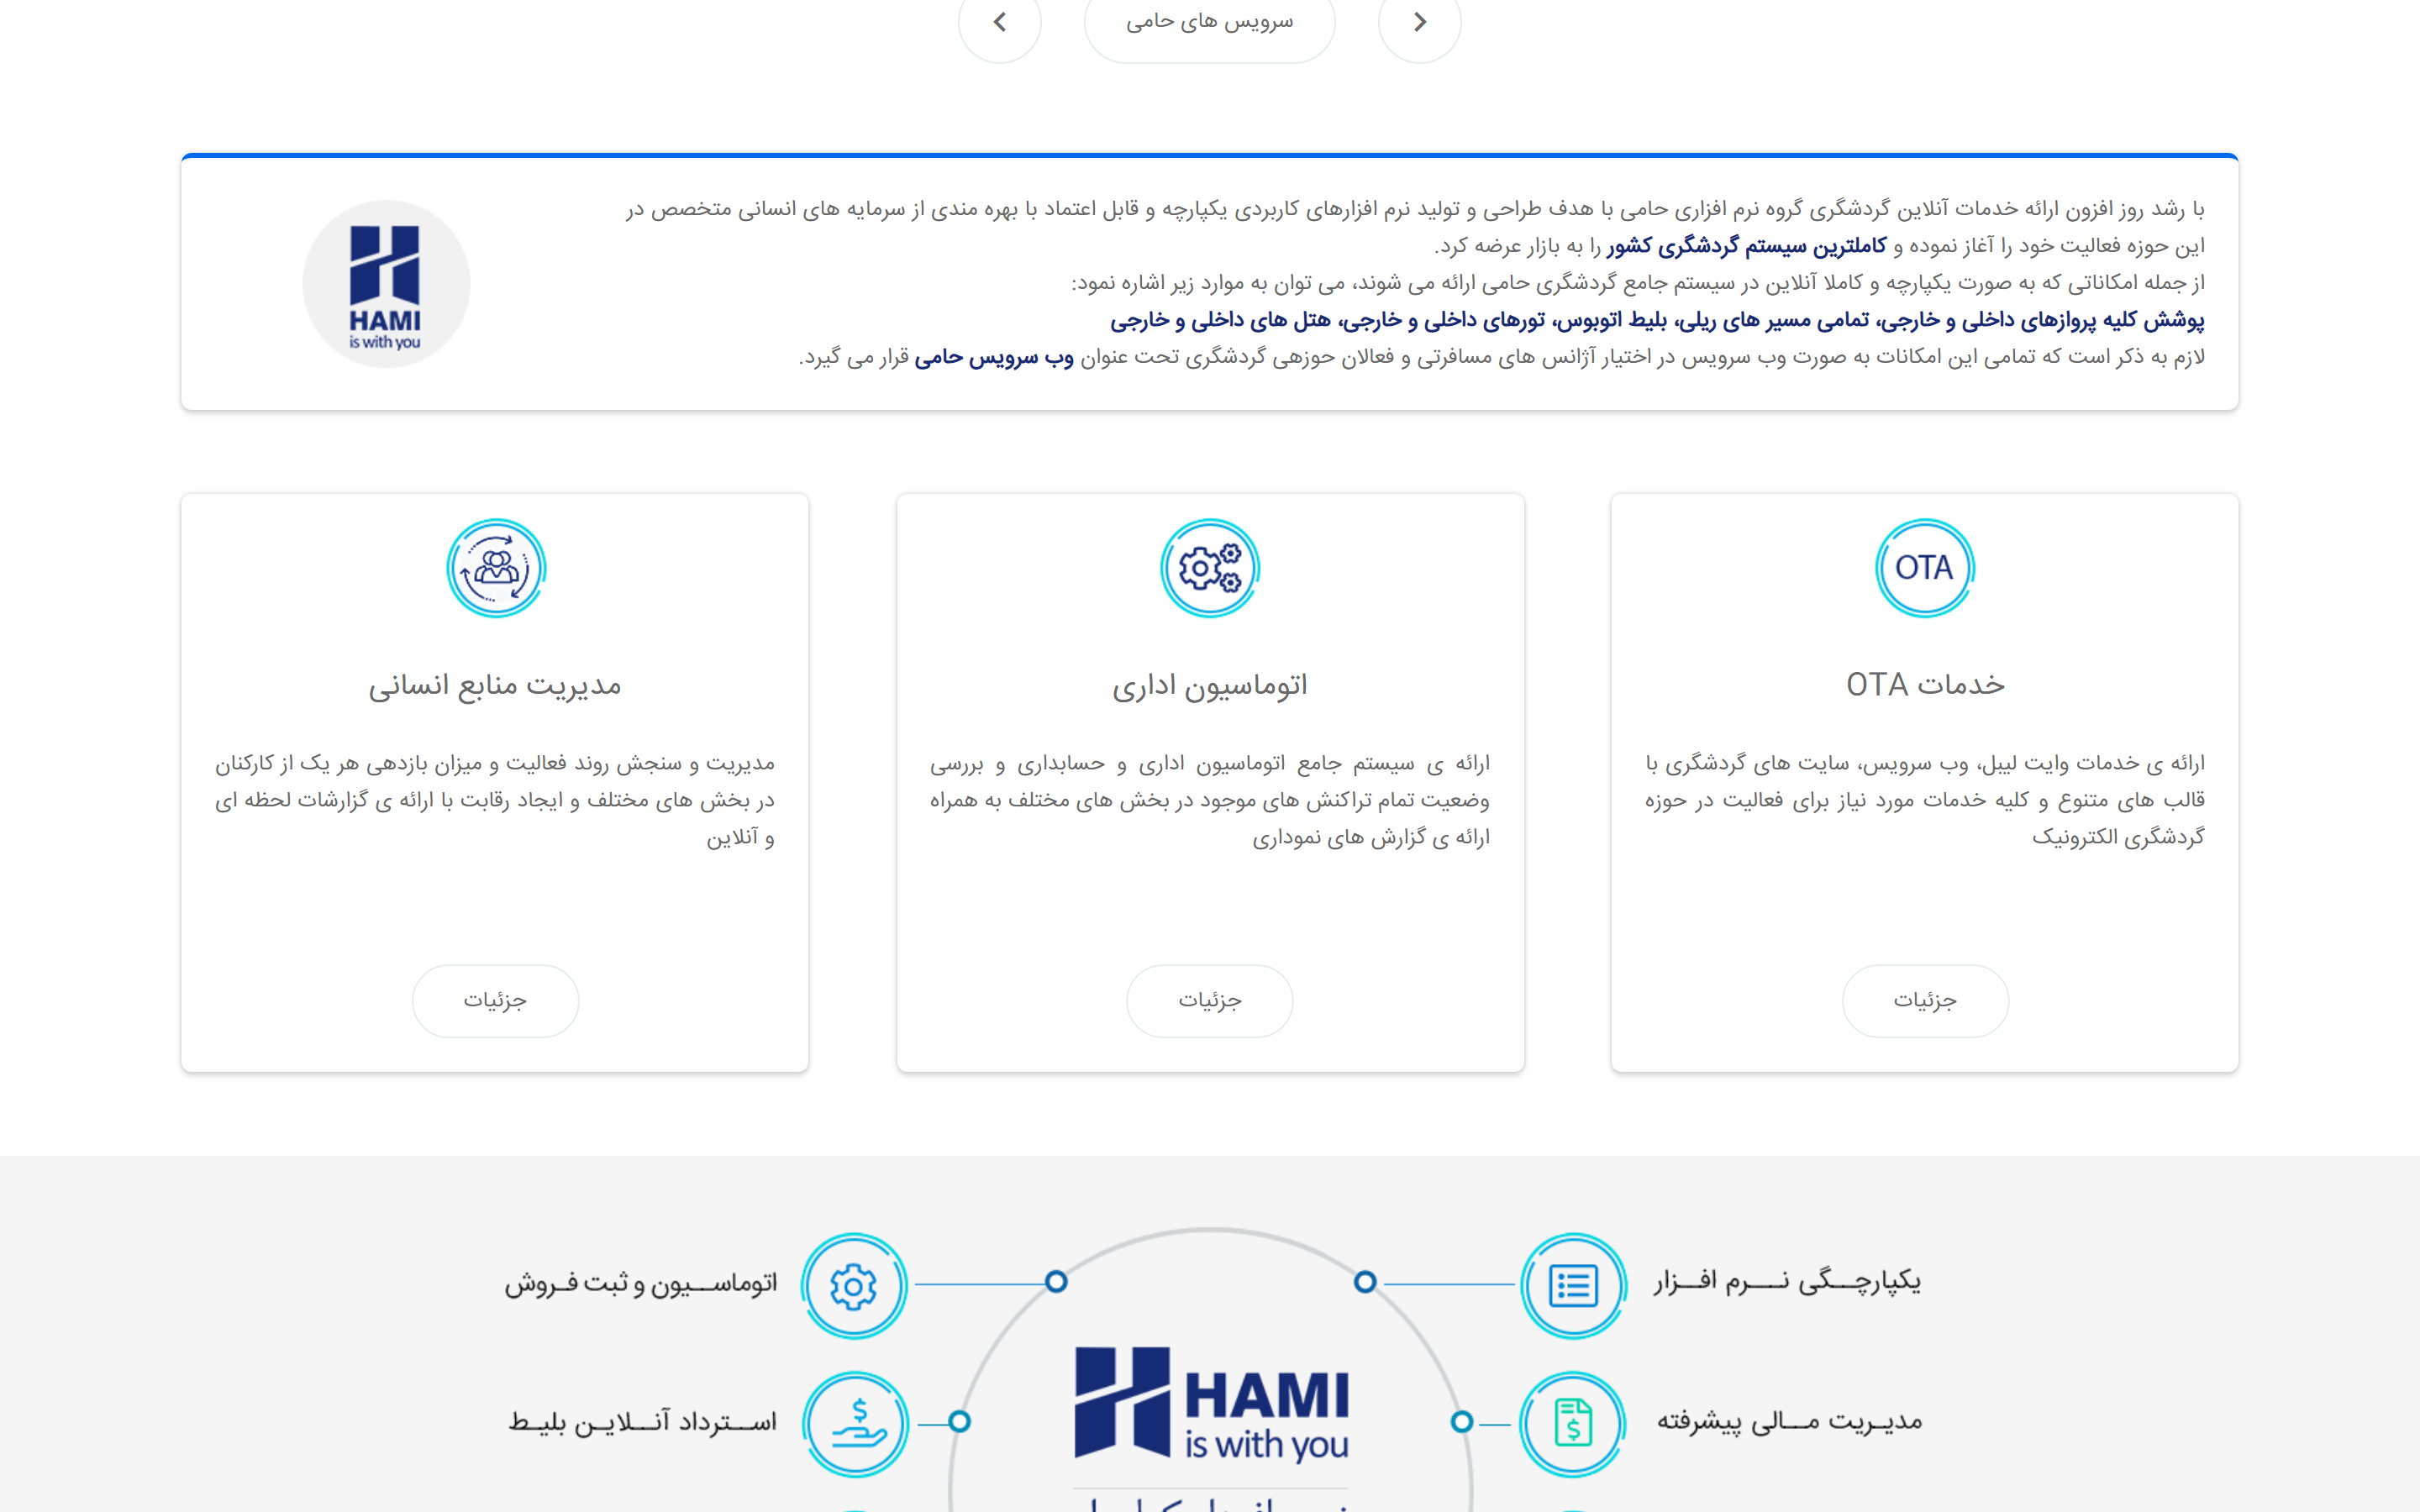 سرویس های حامی
با رشد روز افزون ارائه خدمات آنلاین گردشگری گروه نرم افزاری حامی با هدف طراحی و تولید نرم افزارهای کاربردی یکپارچه و قابل اعتماد با بهره مندی از سرمایه های انسانی متخصص در
این حوزه فعالیت خود را آغاز نموده و کاملترین سیستم گردشگری کشور را به بازار عرضه کرد.
از جمله امکاناتی که به صورت یکپارچه و کاملا آنلاین در سیستم جامع گردشگری حامی ارائه می شوند، می توان به موارد زیر اشاره نمود:
پوشش کلیه پروازهای داخلی و خارجی، تمامی مسیر های ریلی، بلیط اتوبوس، تورهای داخلی و خارجی، هتل های داخلی و خارجی
لازم به ذکر است که تمامی این امکانات به صورت وب سرویس در اختیار آژانس های مسافرتی و فعالان حوزهی گردشگری تحت عنوان وب سرویس حامی قرار می گیرد.
HAMI
is with you
OTA
خدمات OTA
ارائه ی خدمات وایت لیبل، وب سرویس، سایت های گردشگری با
قالب های متنوع و کلیه خدمات مورد نیاز برای فعالیت در حوزه
گردشگری الکترونیک
جزئیات
اتوماسیون اداری
ارائه ی سیستم جامع اتوماسیون اداری و حسابداری و بررسی
وضعیت تمام تراکنش های موجود در بخش های مختلف به همراه
ارائه ی گزارش های نموداری
جزئیات
مدیریت منابع انسانی
مدیریت و سنجش روند فعالیت و میزان بازدهی هر یک از کارکنان
در بخش های مختلف و ایجاد رقابت با ارائه ی گزارشات لحظه ای
و آنلاین
جزئیات
یکپارچــگی نــــرم افــزار
اتوماســیون و ثبت فـروش
مدیـریت مــالی پیشرفته
اســترداد آنــلایـن بلیـط
HAMI
is with you